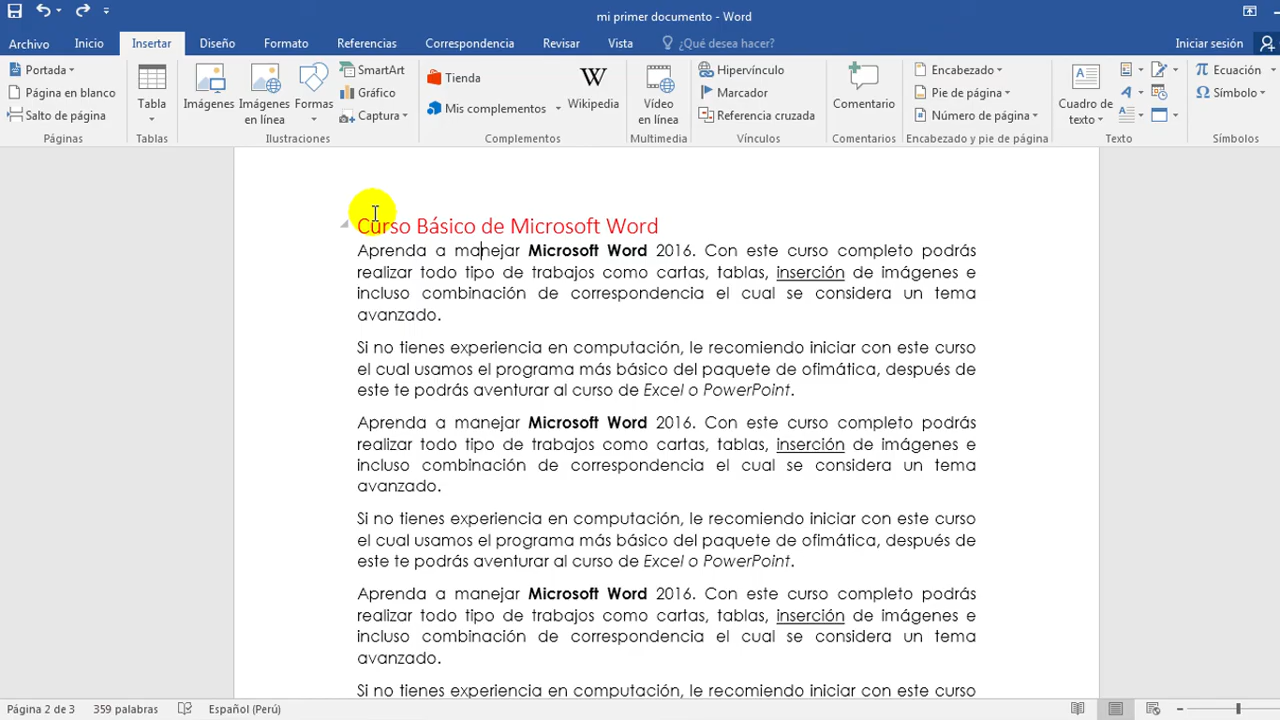 mi primer documento - Word
Archivo Inicio Insertar Diseño Formato Referencias Correspondencia Revisar Vista ¿Qué desea hacer? Iniciar sesión
Portada
Página en blanco
Salto de página
Páginas
Tabla
Tablas
Imágenes
Imágenes
en línea
Formas
SmartArt
Gráfico
Captura
Ilustraciones
Tienda
Mis complementos
W
Wikipedia
Complementos
Vídeo
en línea
Multimedia
Hipervínculo
Marcador
Referencia cruzada
Vínculos
Comentario
Comentarios
Encabezado
Pie de página
Número de página
Encabezado y pie de página
Cuadro de
texto
Texto
Ecuación
Símbolo
Símbolos
Curso Básico de Microsoft Word
Aprenda a manejar Microsoft Word 2016. Con este curso completo podrás
realizar todo tipo de trabajos como cartas, tablas, inserción de imágenes e
incluso combinación de correspondencia el cual se considera un tema
avanzado.
Si no tienes experiencia en computación, le recomiendo iniciar con este curso
el cual usamos el programa más básico del paquete de ofimática, después de
este te podrás aventurar al curso de Excel o PowerPoint.
Aprenda a manejar Microsoft Word 2016. Con este curso completo podrás
realizar todo tipo de trabajos como cartas, tablas, inserción de imágenes e
incluso combinación de correspondencia el cual se considera un tema
avanzado.
Si no tienes experiencia en computación, le recomiendo iniciar con este curso
el cual usamos el programa más básico del paquete de ofimática, después de
este te podrás aventurar al curso de Excel o PowerPoint.
Aprenda a manejar Microsoft Word 2016. Con este curso completo podrás
realizar todo tipo de trabajos como cartas, tablas, inserción de imágenes e
incluso combinación de correspondencia el cual se considera un tema
avanzado.
Si no tienes experiencia en computación, le recomiendo iniciar con este curso
Página 2 de 3 359 palabras Español (Perú)